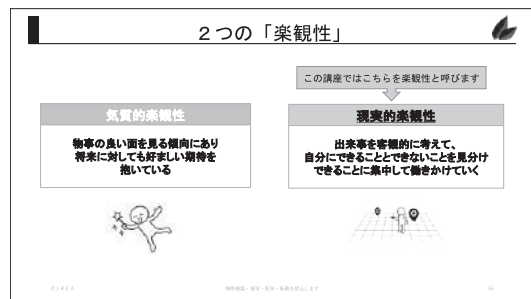 2つの「楽観性」
この講座ではこちらを楽観性と呼びます
気質的楽観性
物事の良い面を見る傾向にあり
将来に対しても好ましい期待を
抱いている
現実的楽観性
出来事を客観的に考えて、
自分にできることとできないことを見分け
できることに集中して働きかけていく